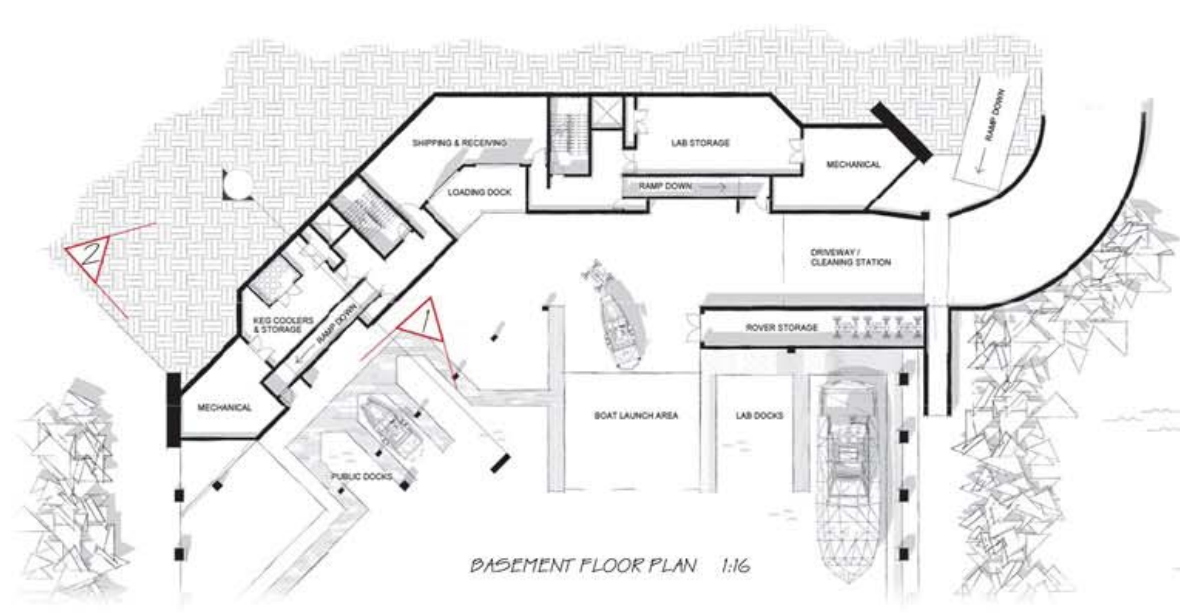 RAMP DOWN
SHIPPING & RECEIVING
LAB STORAGE
MECHANICAL
RAMP DOWN
LOADING DOCK
2
DRIVEWAY /
CLEANING STATION
KEG COOLERS
& STORAGE
RAMP DOWN
1
ROVER STORAGE
MECHANICAL
BOAT LAUNCH AREA
LAB DOCKS
PUBLIC DOCKS
BASEMENT FLOOR PLAN 1:16